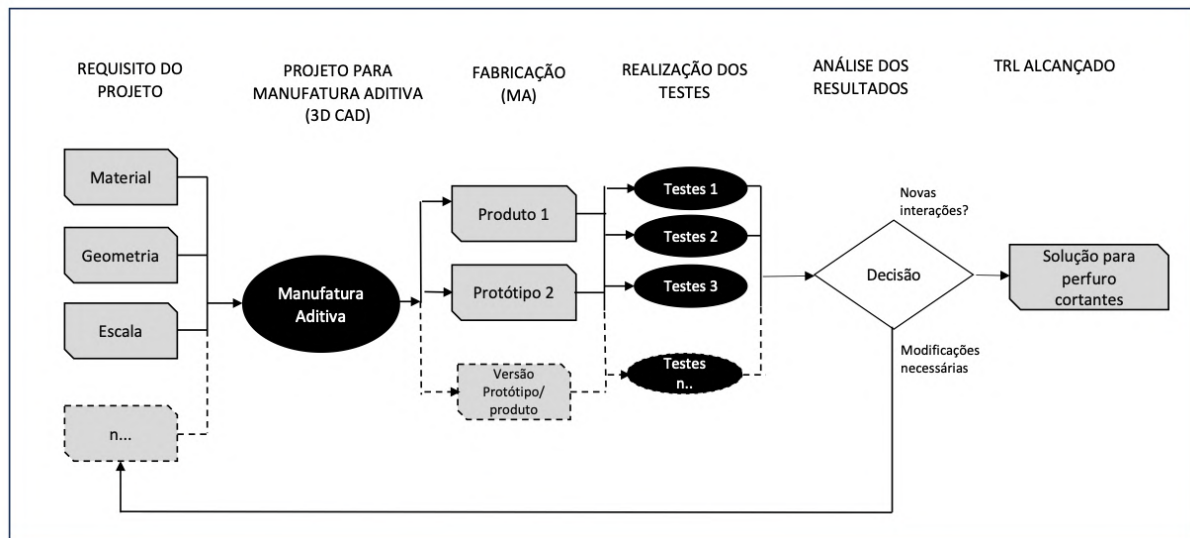 REQUISITO DO
PROJETO
PROJETO PARA
MANUFATURA ADITIVA
(3D CAD)
FABRICAÇÃO
(MA)
REALIZAÇÃO DOS
TESTES
ANÁLISE DOS
RESULTADOS
TRL ALCANÇADO
Material
Geometria
Escala
n...
Manufatura
Aditiva
Produto 1
Protótipo 2
Versão
Protótipo/
produto
Testes 1
Testes 2
Testes 3
Testes
n..
Novas
interações?
Decisão
Modificações
necessárias
Solução para
perfuro
cortantes